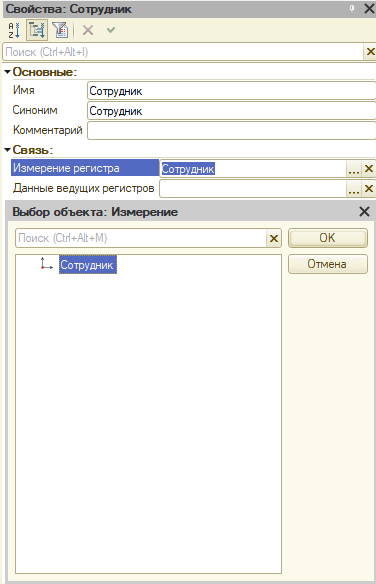 Свойства: Сотрудник
Поиск (Ctrl+Alt+I)
Основные:
Имя Сотрудник
Синоним Сотрудник
Комментарий
Связь:
Измерение регистра Сотрудник ...
Данные ведущих регистров ...
Выбор объекта: Измерение
Поиск (Ctrl+Alt+M)
OK
Сотрудник
Отмена